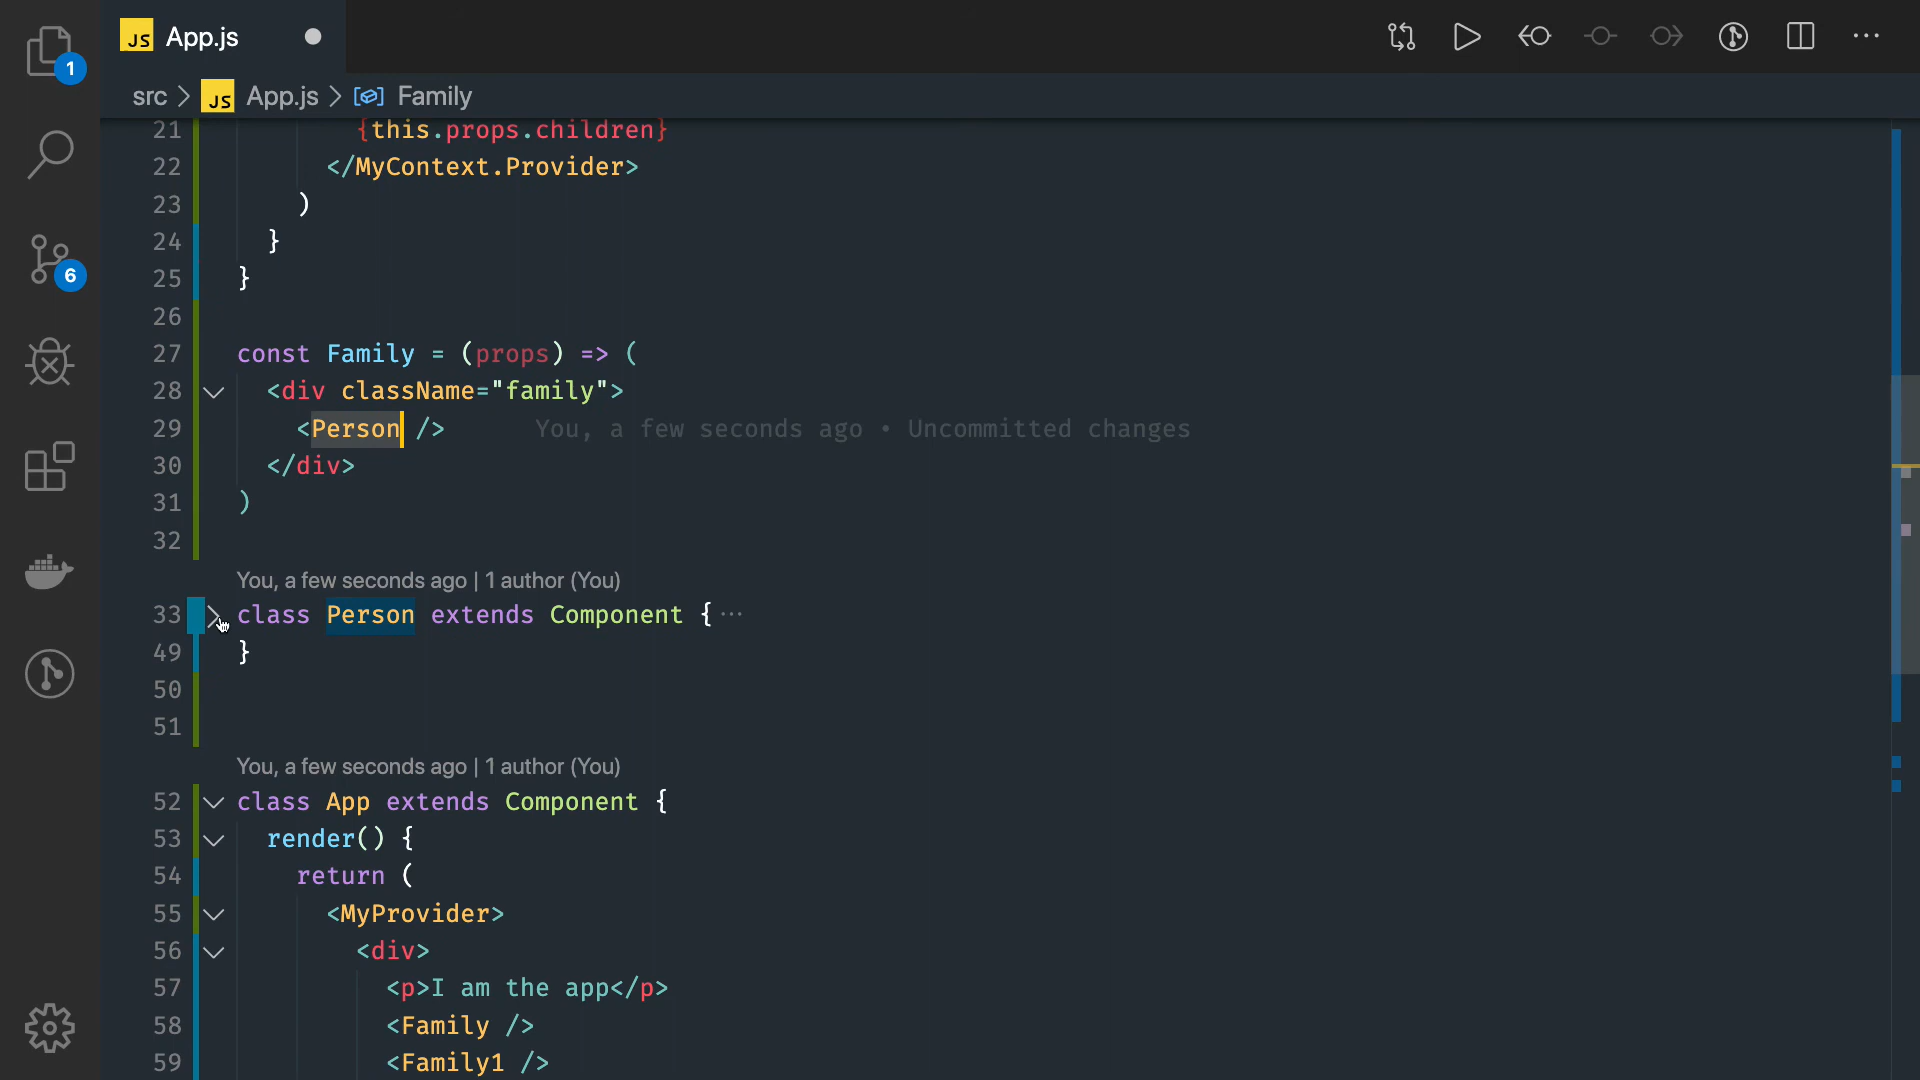 JS App.js
1
src > JS App.js > Family
21 {this.props.children}
22 </MyContext.Provider>
23 )
24 }
25 }
26
27 const Family = (props) => (
28 <div className="family">
29 <Person /> You, a few seconds ago • Uncommitted changes
30 </div>
31 )
32
You, a few seconds ago | 1 author (You)
33 class Person extends Component { ···
49 }
50
51
You, a few seconds ago | 1 author (You)
52 class App extends Component {
53 render() {
54 return (
55 <MyProvider>
56 <div>
57 <p>I am the app</p>
58 <Family />
59 <Family1 />
6